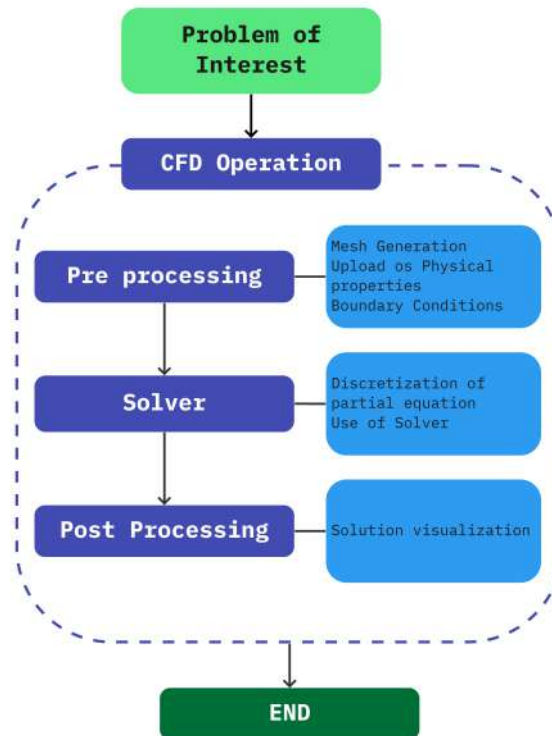 Problem of
Interest
CFD Operation
Pre processing
Mesh Generation
Upload os Physical
properties
Boundary Conditions
Solver
Discretization of
partial equation
Use of Solver
Post Processing
Solution visualization
END